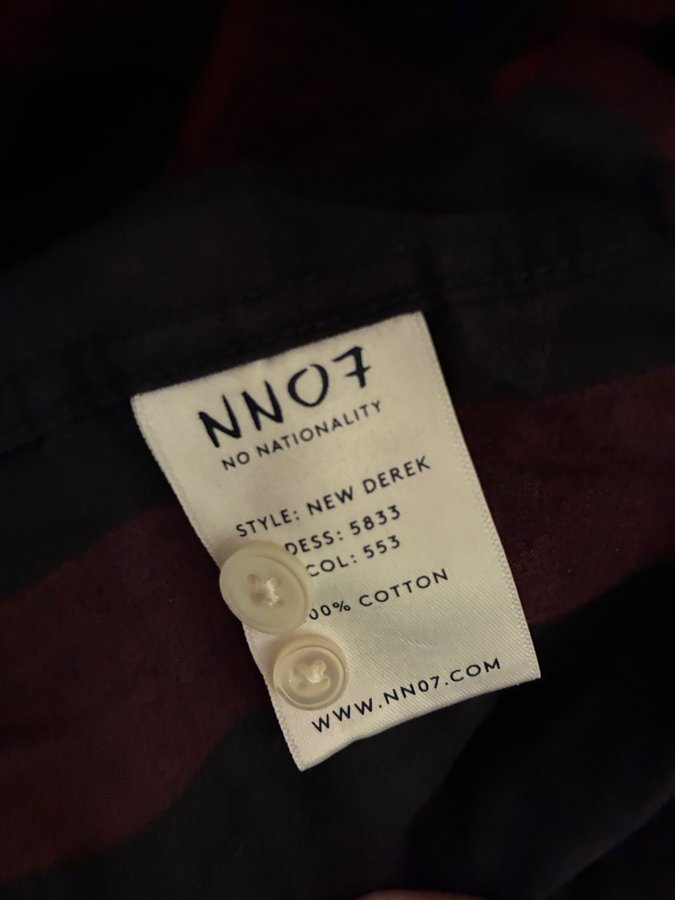 NN07
NO NATIONALITY
STYLE: NEW DEREK
DESS: 5833
COL: 553
00% COTTON
WWW.NN07.COM